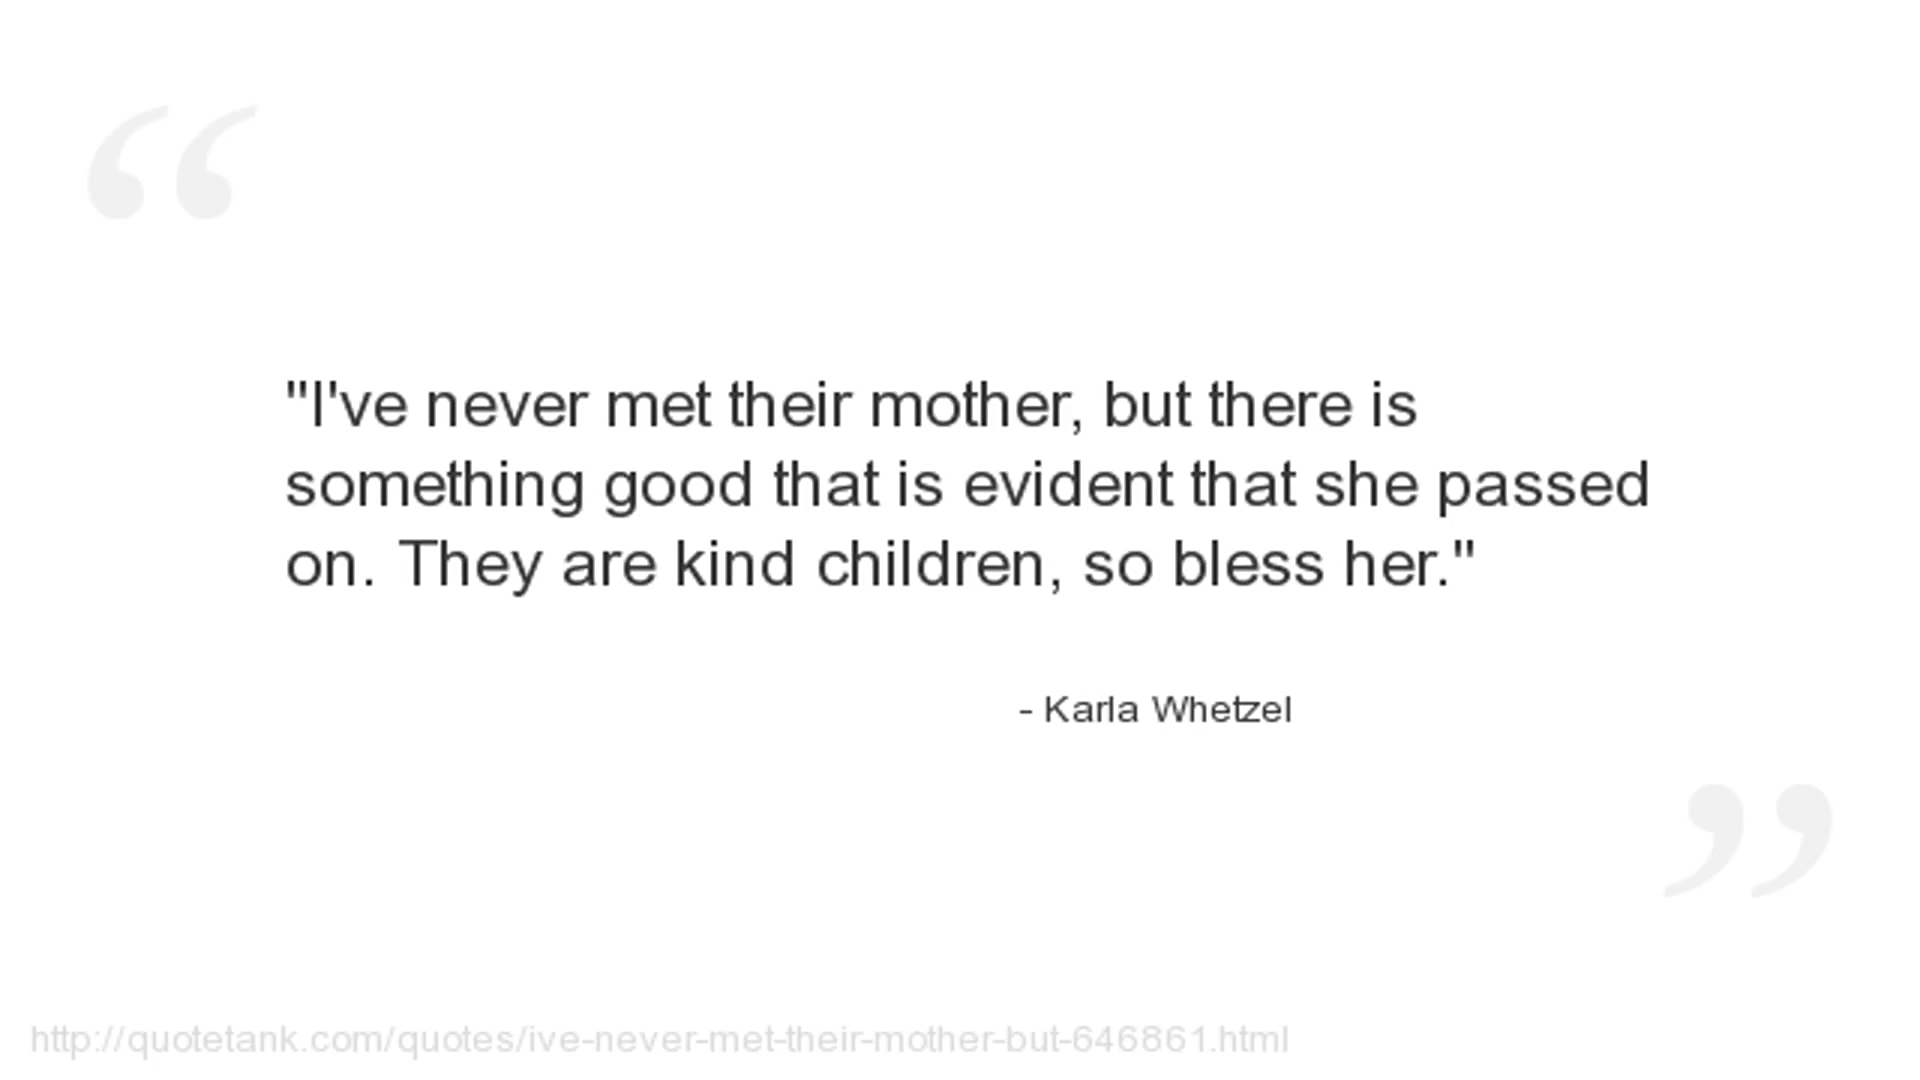 "I've never met their mother, but there is
something good that is evident that she passed
on. They are kind children, so bless her."
- Karla Whetzel
http://quotetank.com/quotes/ive-never-met-their-mother-but-646861.html